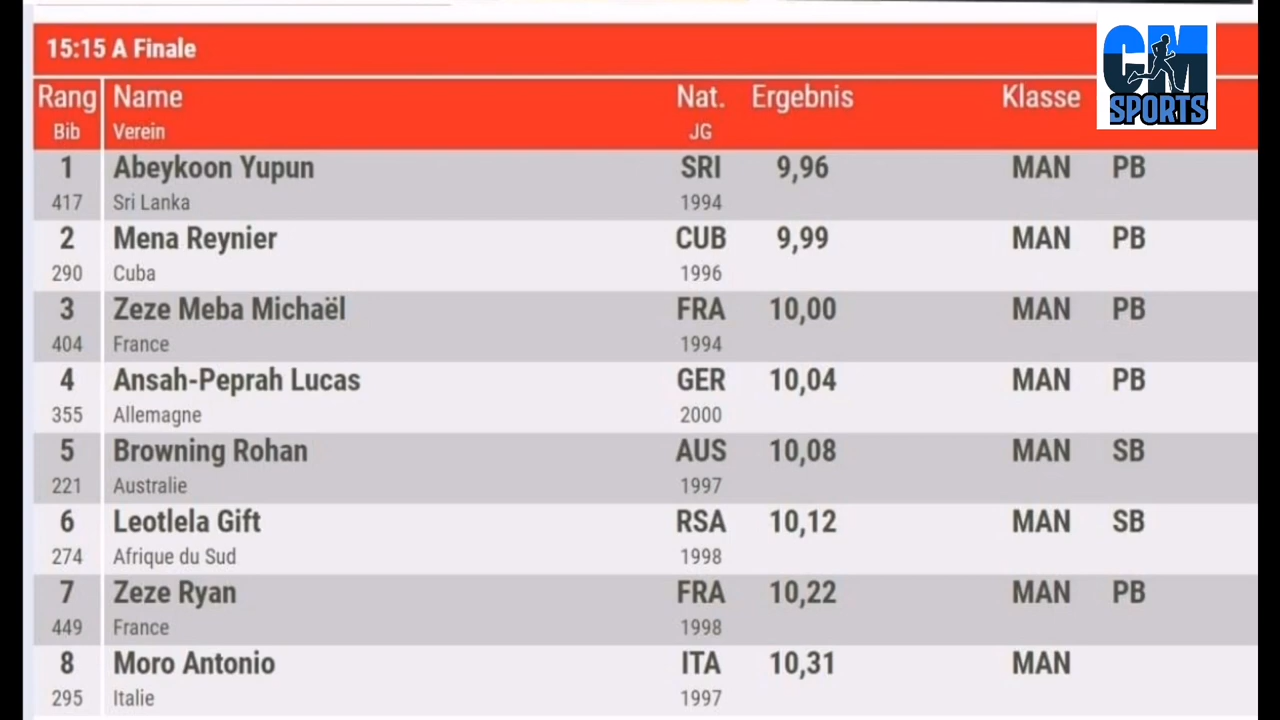 15:15 A Finale
CM
SPORTS
Rang Name Nat. Ergebnis Klasse
Bib Verein JG
1 Abeykoon Yupun SRI 9,96 MAN PB
417 Sri Lanka 1994
2 Mena Reynier CUB 9,99 MAN PB
290 Cuba 1996
3 Zeze Meba Michaël FRA 10,00 MAN PB
404 France 1994
4 Ansah-Peprah Lucas GER 10,04 MAN PB
355 Allemagne 2000
5 Browning Rohan AUS 10,08 MAN SB
221 Australie 1997
6 Leotlela Gift RSA 10,12 MAN SB
274 Afrique du Sud 1998
7 Zeze Ryan FRA 10,22 MAN PB
449 France 1998
8 Moro Antonio ITA 10,31 MAN
295 Italie 1997